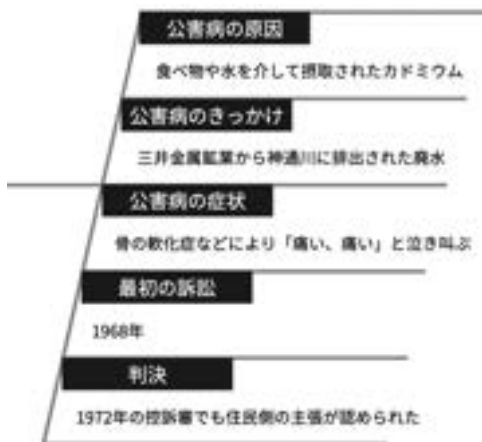 公害病の原因
食べ物や水を介して摂取されたカドミウム
公害病のきっかけ
三井金属鉱業から神通川に排出された廃水
公害病の症状
骨の軟化症などにより「痛い、痛い」と泣き叫ぶ
最初の訴訟
1968年
判決
1972年の控訴審でも住民側の主張が認められた